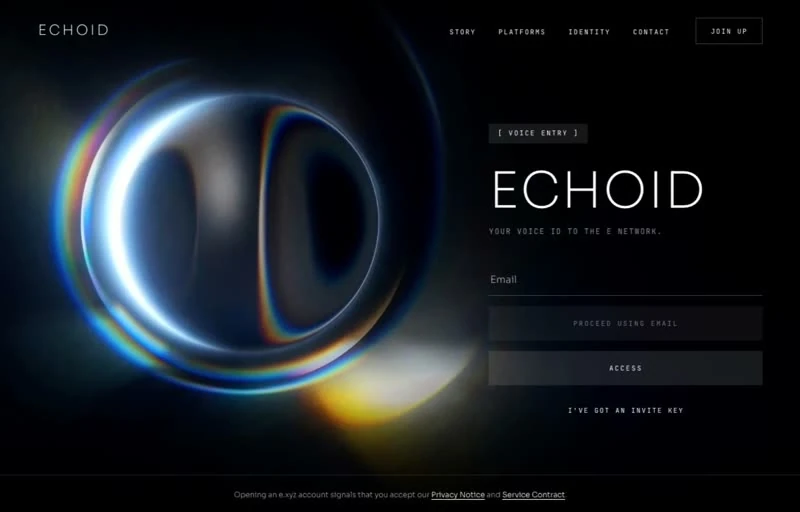 ECHOID
STORY PLATFORMS IDENTITY CONTACT JOIN UP
[ VOICE ENTRY ]
ECHOID
YOUR VOICE ID TO THE E NETWORK.
Email
PROCEED USING EMAIL
ACCESS
I'VE GOT AN INVITE KEY
Opening an e.xyz account signals that you accept our Privacy Notice and Service Contract.